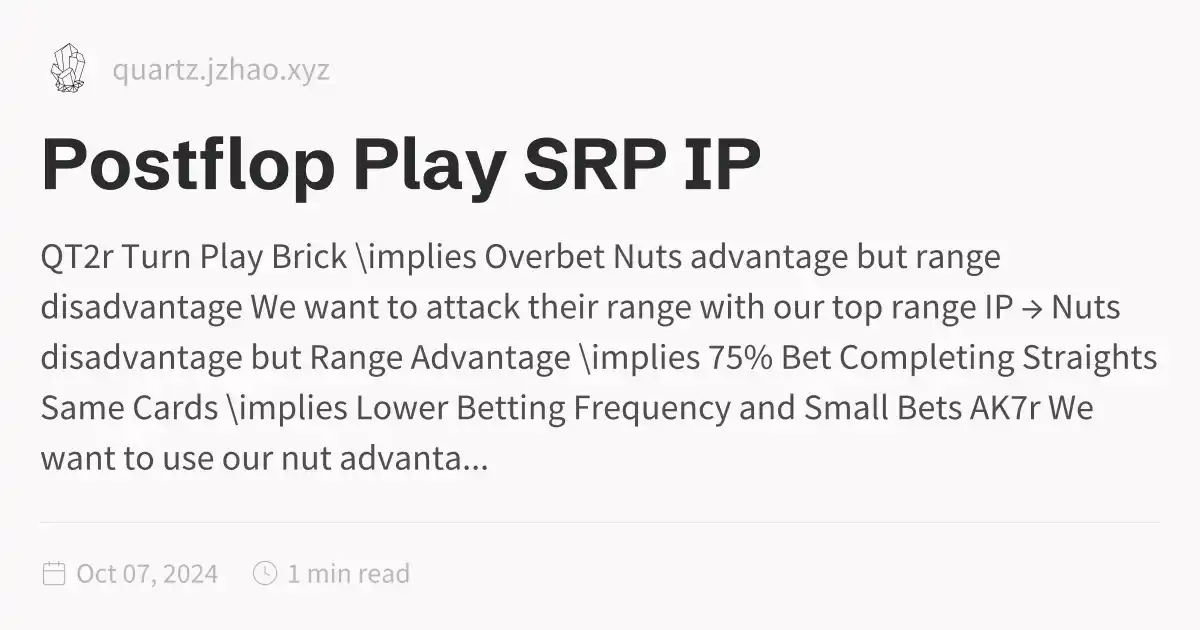 quartz.jzhao.xyz
Postflop Play SRP IP
QT2r Turn Play Brick \implies Overbet Nuts advantage but range
disadvantage We want to attack their range with our top range IP → Nuts
disadvantage but Range Advantage \implies 75% Bet Completing Straights
Same Cards \implies Lower Betting Frequency and Small Bets AK7r We
want to use our nut advanta...
Oct 07, 2024 1 min read